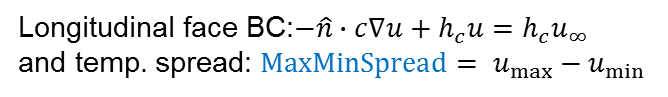 Longitudinal face BC:−n̂ · c∇u + h_c u = h_c u_∞
and temp. spread: MaxMinSpread = u_max − u_min